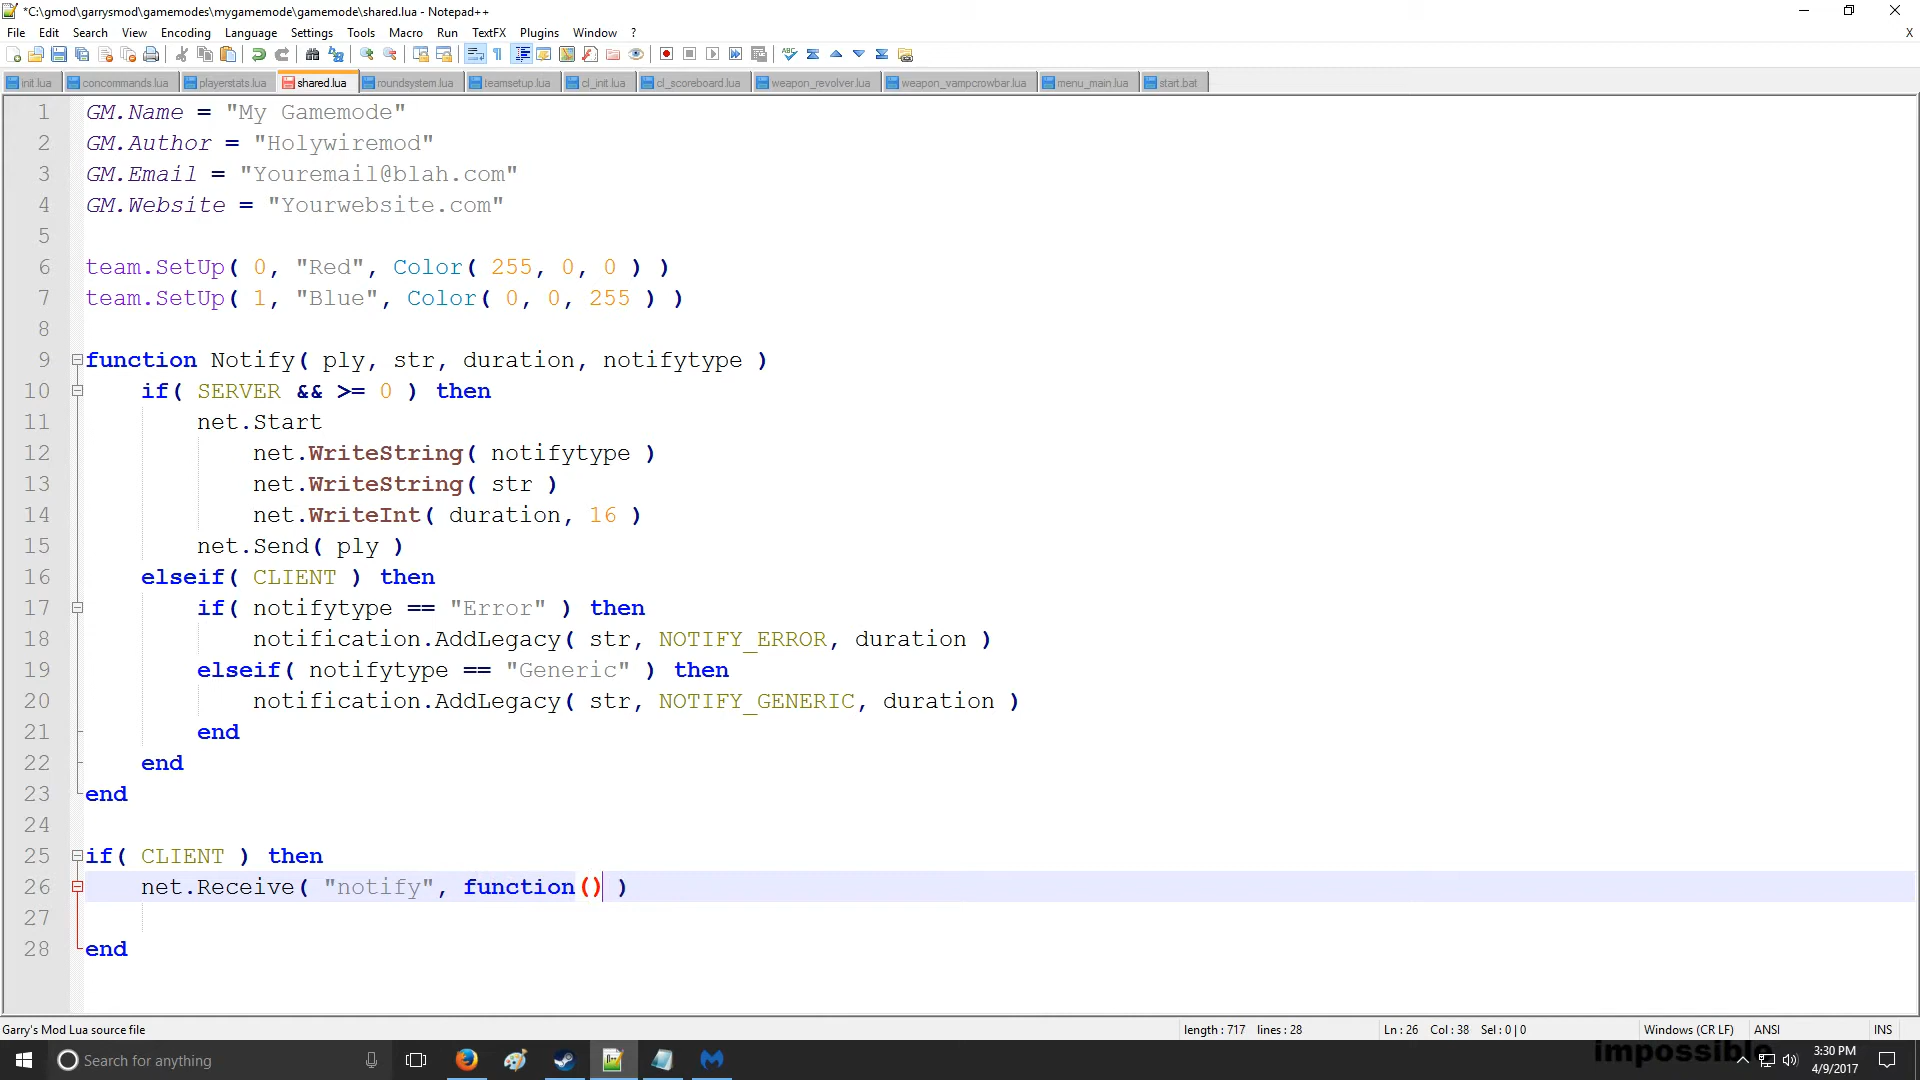 *C:\gmod\garrysmod\gamemodes\mygamemode\gamemode\shared.lua - Notepad++
File Edit Search View Encoding Language Settings Tools Macro Run TextFX Plugins Window ? X
init.lua concommands.lua playerstats.lua shared.lua roundsystem.lua teamsetup.lua cl_init.lua cl_scoreboard.lua weapon_revolver.lua weapon_vampcrowbar.lua menu_main.lua start.bat
1 GM.Name = "My Gamemode"
2 GM.Author = "Holywiremod"
3 GM.Email = "Youremail@blah.com"
4 GM.Website = "Yourwebsite.com"
5
6 team.SetUp( 0, "Red", Color( 255, 0, 0 ) )
7 team.SetUp( 1, "Blue", Color( 0, 0, 255 ) )
8
9 function Notify( ply, str, duration, notifytype )
10 if( SERVER && >= 0 ) then
11 net.Start
12 net.WriteString( notifytype )
13 net.WriteString( str )
14 net.WriteInt( duration, 16 )
15 net.Send( ply )
16 elseif( CLIENT ) then
17 if( notifytype == "Error" ) then
18 notification.AddLegacy( str, NOTIFY_ERROR, duration )
19 elseif( notifytype == "Generic" ) then
20 notification.AddLegacy( str, NOTIFY_GENERIC, duration )
21 end
22 end
23 end
24
25 if( CLIENT ) then
26 net.Receive( "notify", function() )
27
28 end
Garry's Mod Lua source file length : 717 lines : 28 Ln : 26 Col : 38 Sel : 0 | 0 Windows (CR LF) ANSI INS
Search for anything
impossible
3:30 PM
4/9/2017